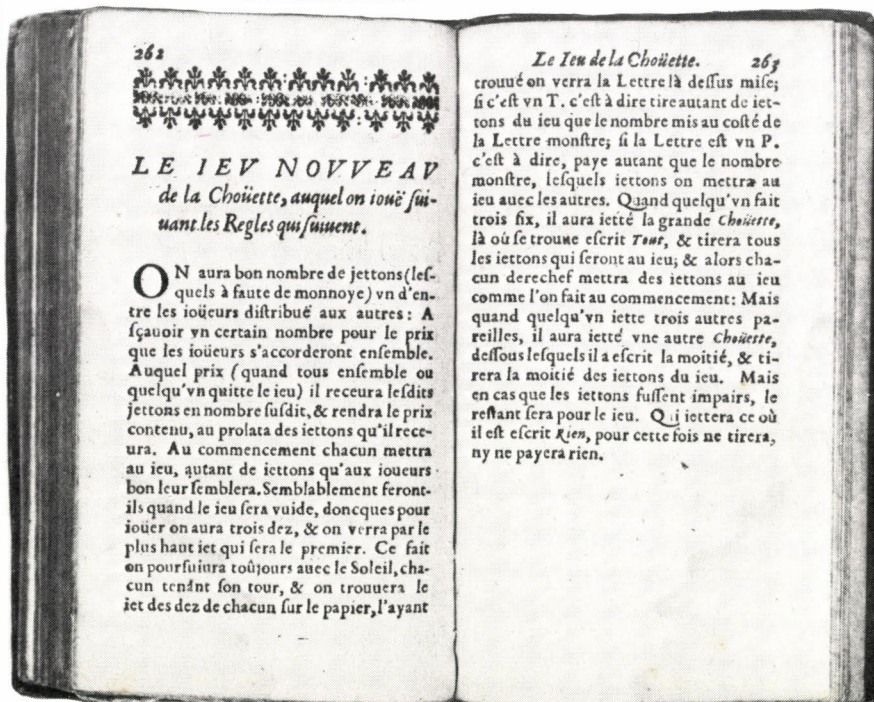 262
LE IEV NOVVEAV
de la Choüette, auquel on iouë sui-
uant les Regles qui suiuent.
ON aura bon nombre de jettons (les-
quels à faute de monnoye) vn d'en-
tre les ioüeurs distribuë aux autres: A
sçauoir vn certain nombre pour le prix
que les ioüeurs s'accorderont ensemble.
Auquel prix (quand tous ensemble ou
quelqu'vn quitte le ieu) il receura lesdits
jettons en nombre susdit, & rendra le prix
contenu, au prolata des iettons qu'il rece-
ura. Au commencement chacun mettra
au ieu, autant de iettons qu'aux ioueurs
bon leur semblera. Semblablement feront-
ils quand le ieu sera vuide, doncques pour
ioüer on aura trois dez, & on verra par le
plus haut iet qui sera le premier. Ce fait
on poursuiura toûjours auec le Soleil, cha-
cun tenant son tour, & on trouuera le
iet des dez de chacun sur le papier, l'ayant
Le Ieu de la Choüette. 263
trouué on verra la Lettre là dessus mise;
si c'est vn T. c'est à dire tire autant de iet-
tons du ieu que le nombre mis au costé de
la Lettre monstre; si la Lettre est vn P.
c'est à dire, paye autant que le nombre
monstre, lesquels iettons on mettra au
ieu auec les autres. Quand quelqu'vn fait
trois six, il aura ietté la grande Choüette,
là où se trouue escrit Tout, & tirera tous
les iettons qui seront au ieu; & alors cha-
cun derechef mettra des iettons au ieu
comme l'on fait au commencement: Mais
quand quelqu'vn iette trois autres pa-
reilles, il aura ietté vne autre Choüette,
dessous lesquels il a escrit la moitié, & ti-
rera la moitié des iettons du ieu. Mais
en cas que les iettons fussent impairs, le
restant sera pour le ieu. Qui iettera ce où
il est escrit Rien, pour cette fois ne tirera,
ny ne payera rien.